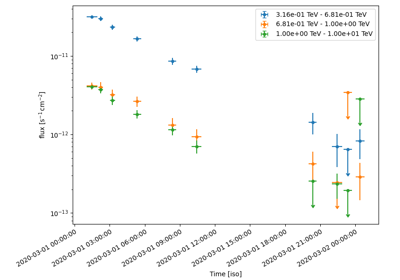 3.16e-01 TeV - 6.81e-01 TeV
6.81e-01 TeV - 1.00e+00 TeV
1.00e+00 TeV - 1.00e+01 TeV
10⁻¹¹
10⁻¹²
10⁻¹³
flux [s⁻¹cm⁻²]
2020-03-01 00:00:00
2020-03-01 03:00:00
2020-03-01 06:00:00
2020-03-01 09:00:00
2020-03-01 12:00:00
2020-03-01 15:00:00
2020-03-01 18:00:00
2020-03-01 21:00:00
2020-03-02 00:00:00
Time [iso]